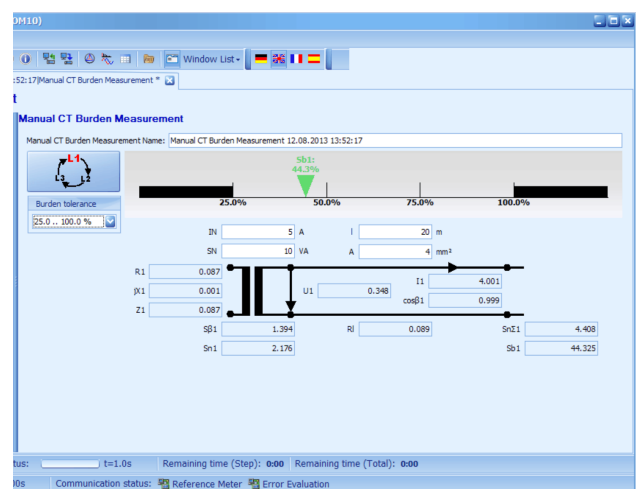 DM10)
Window List
:52:17|Manual CT Burden Measurement *
t
Manual CT Burden Measurement
Manual CT Burden Measurement Name: Manual CT Burden Measurement 12.08.2013 13:52:17
L1
L3 L2
Sb1:
44.3%
25.0% 50.0% 75.0% 100.0%
Burden tolerance
25.0 .. 100.0 %
IN 5 A l 20 m
SN 10 VA A 4 mm²
R1 0.087
I1 4.001
jX1 0.001 U1 0.348
cosβ1 0.999
Z1 0.087
Sβ1 1.394 Rl 0.089 SnΣ1 4.408
Sn1 2.176 Sb1 44.325
tus: t=1.0s Remaining time (Step): 0:00 Remaining time (Total): 0:00
00s Communication status: Reference Meter Error Evaluation